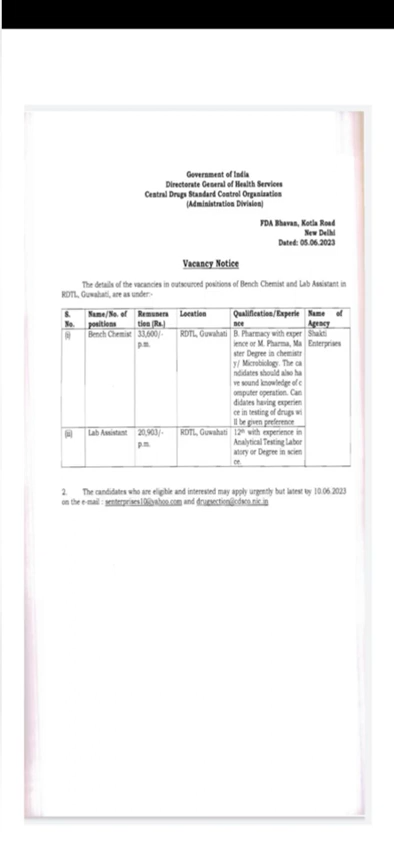 Government of India
Directorate General of Health Services
Central Drugs Standard Control Organization
(Administration Division)
FDA Bhavan, Kotla Road
New Delhi
Dated: 05.06.2023
Vacancy Notice
The details of the vacancies in outsourced positions of Bench Chemist and Lab Assistant in
RDTL, Guwahati, are as under:-
S. No. Name/No. of positions Remunera tion (Rs.) Location Qualification/Experie nce Name of Agency
(i) Bench Chemist 33,600/- p.m. RDTL, Guwahati B. Pharmacy with exper Shakti
ience or M. Pharma, Ma Enterprises
ster Degree in chemistr
y/ Microbiology. The ca
ndidates should also ha
ve sound knowledge of c
omputer operation. Can
didates having experien
ce in testing of drugs wi
ll be given preference
(ii) Lab Assistant 20,903/- p.m. RDTL, Guwahati 12th with experience in
Analytical Testing Labor
atory or Degree in scien
ce.
2. The candidates who are eligible and interested may apply urgently but latest by 10.06.2023
on the e-mail : senterprises10@yahoo.com and drugsection@cdsco.nic.in